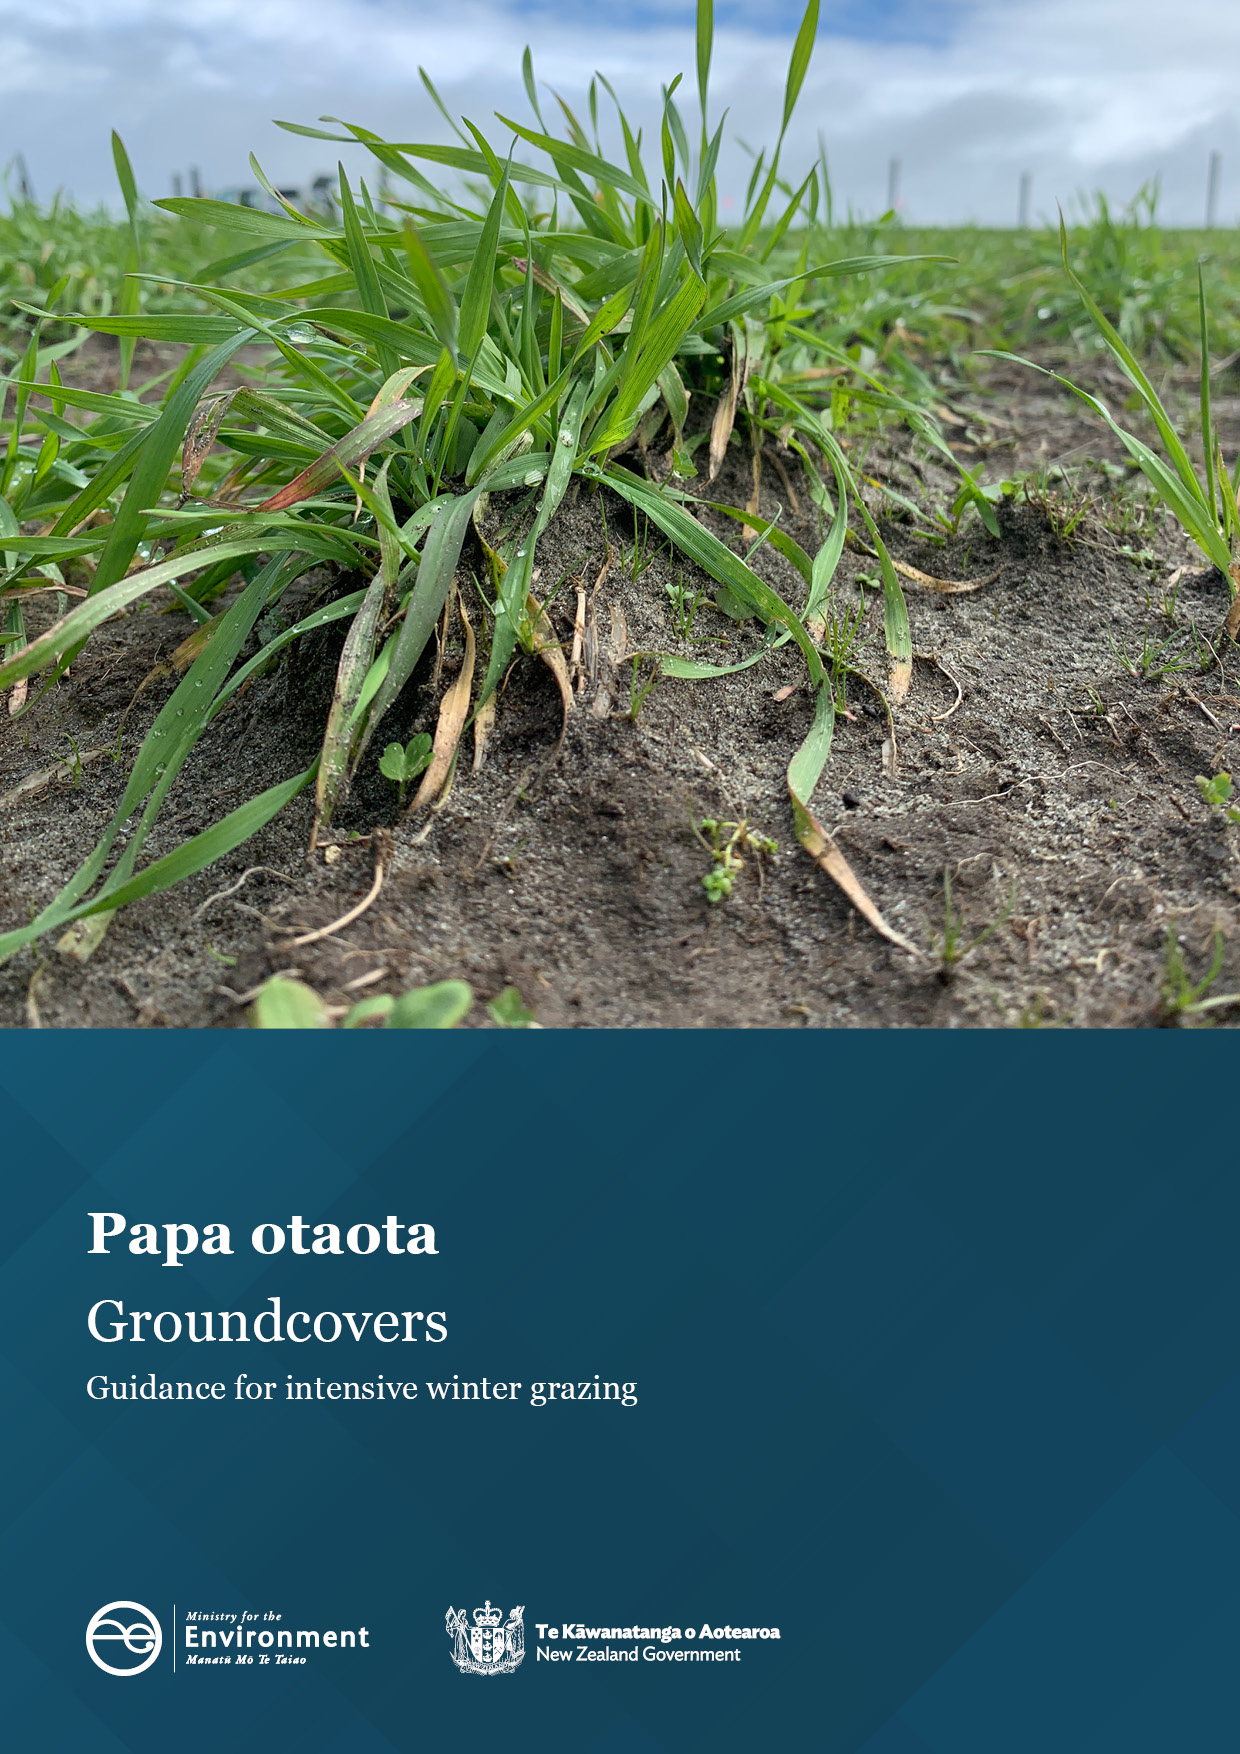 Papa otaota
Groundcovers
Guidance for intensive winter grazing
Ministry for the
Environment
Manatū Mō Te Taiao
Te Kāwanatanga o Aotearoa
New Zealand Government